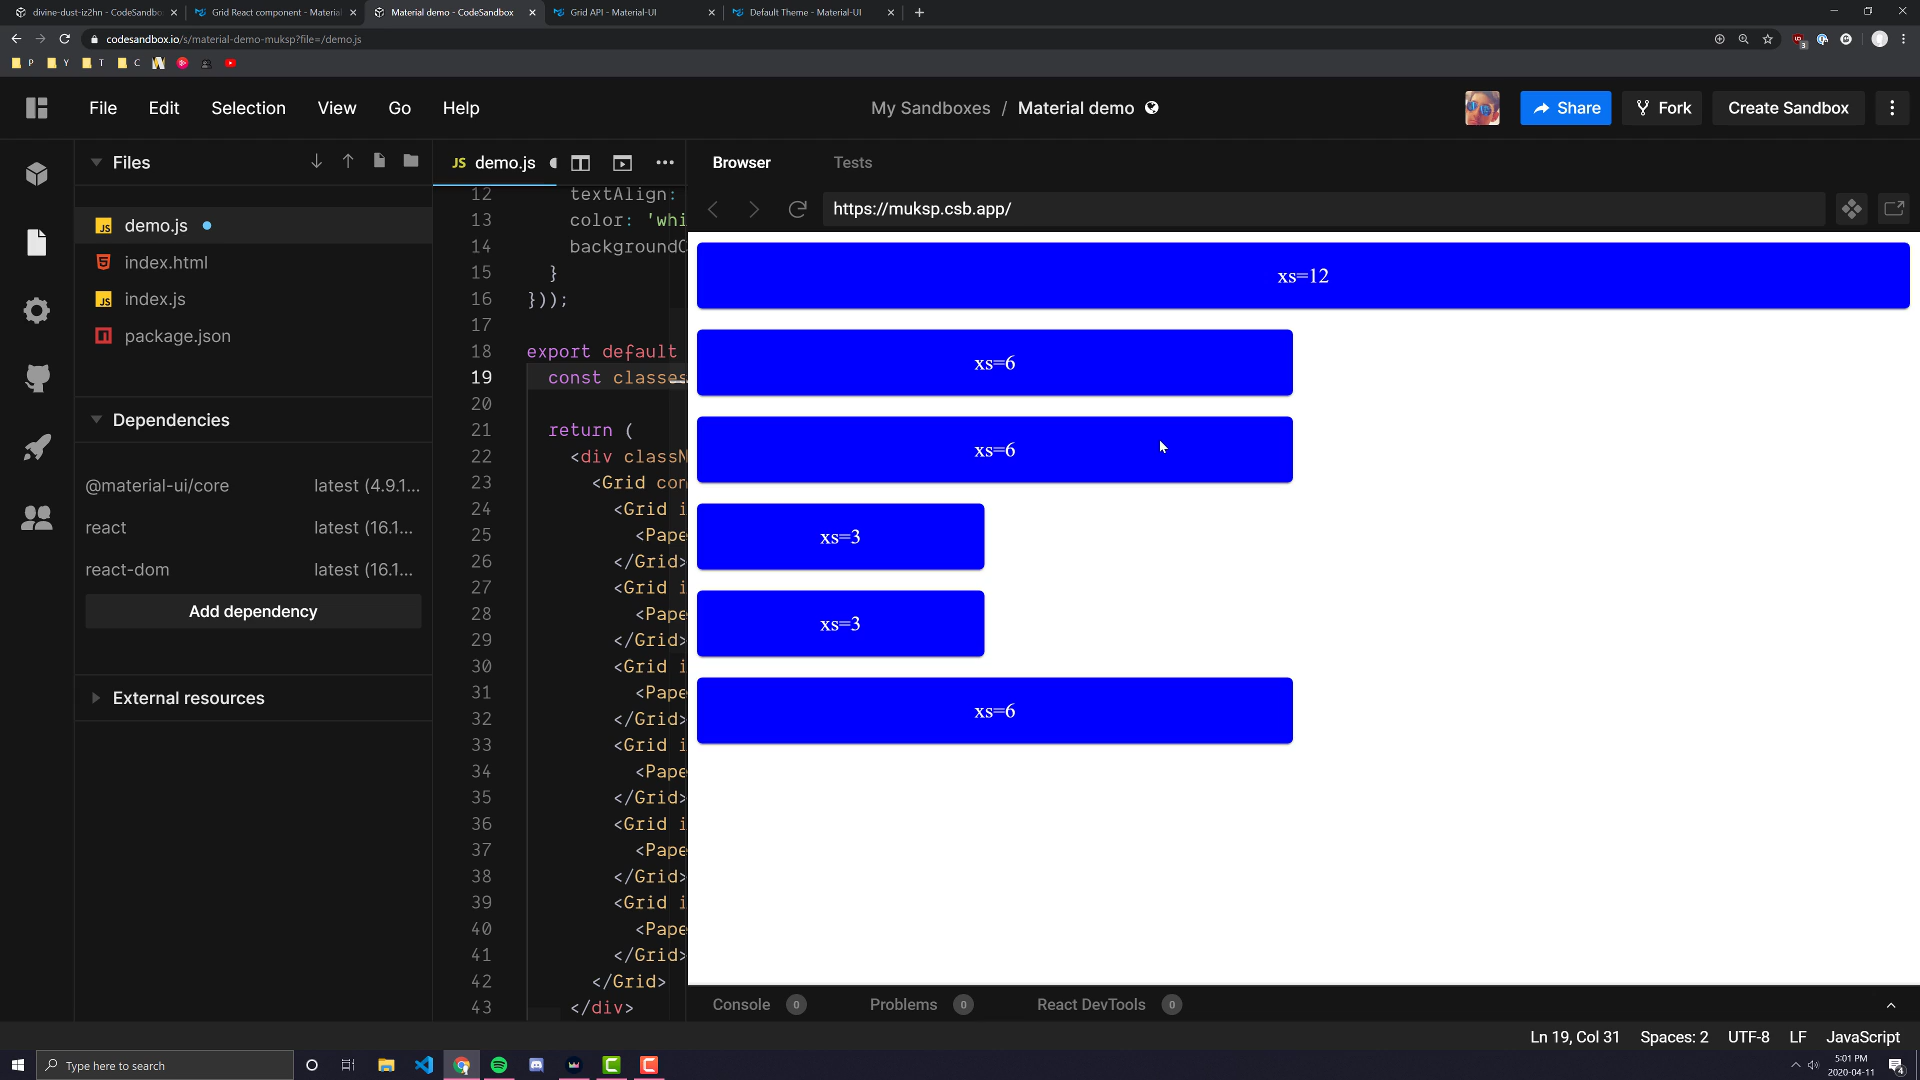 divine-dust-iz2hn - CodeSandbo
Grid React component - Material
Material demo - CodeSandbox
Grid API - Material-UI
Default Theme - Material-UI
codesandbox.io/s/material-demo-muksp?file=/demo.js
P
Y
T
C
File
Edit
Selection
View
Go
Help
My Sandboxes / Material demo
Share
Fork
Create Sandbox
Files
JS demo.js
Browser
Tests
https://muksp.csb.app/
JS demo.js
index.html
JS index.js
package.json
Dependencies
@material-ui/core latest (4.9.1...
react latest (16.1...
react-dom latest (16.1...
Add dependency
External resources
12 textAlign:
13 color: 'whi
14 backgroundC
15 }
16 }));
17
18 export default
19 const classes
20
21 return (
22 <div classN
23 <Grid con
24 <Grid i
25 <Pape
26 </Grid>
27 <Grid i
28 <Pape
29 </Grid>
30 <Grid i
31 <Pape
32 </Grid>
33 <Grid i
34 <Pape
35 </Grid>
36 <Grid i
37 <Pape
38 </Grid>
39 <Grid i
40 <Pape
41 </Grid>
42 </Grid>
43 </div>
xs=12
xs=6
xs=6
xs=3
xs=3
xs=6
Console 0
Problems 0
React DevTools 0
Ln 19, Col 31
Spaces: 2
UTF-8
LF
JavaScript
Type here to search
5:01 PM
2020-04-11
4